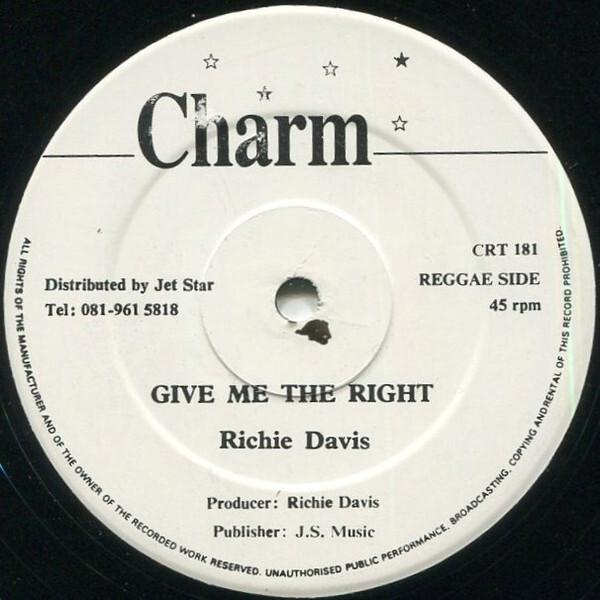 Charm
CRT 181
Distributed by Jet Star
REGGAE SIDE
Tel: 081-961 5818
45 rpm
GIVE ME THE RIGHT
Richie Davis
Producer: Richie Davis
Publisher: J.S. Music
ALL RIGHTS OF THE MANUFACTURER AND OF THE OWNER OF THE RECORDED WORK RESERVED. UNAUTHORISED PUBLIC PERFORMANCE, BROADCASTING, COPYING AND RENTAL OF THIS RECORD PROHIBITED.